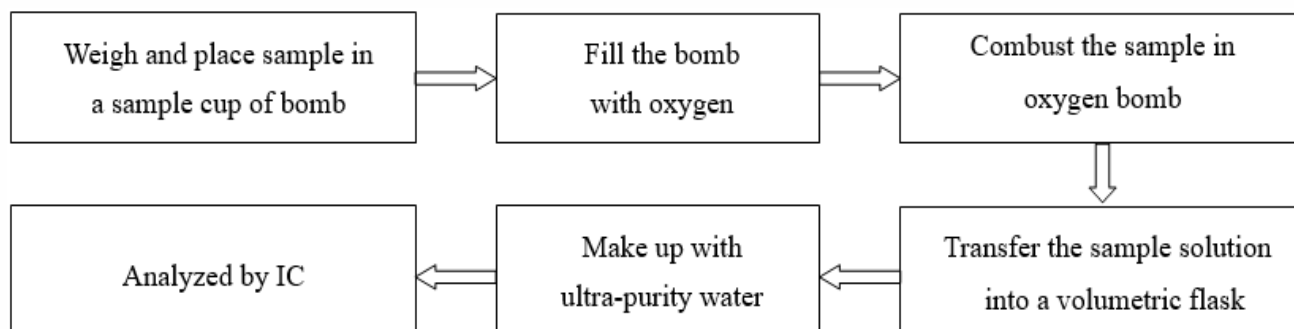 Weigh and place sample in
a sample cup of bomb
Fill the bomb
with oxygen
Combust the sample in
oxygen bomb
Transfer the sample solution
into a volumetric flask
Make up with
ultra-purity water
Analyzed by IC